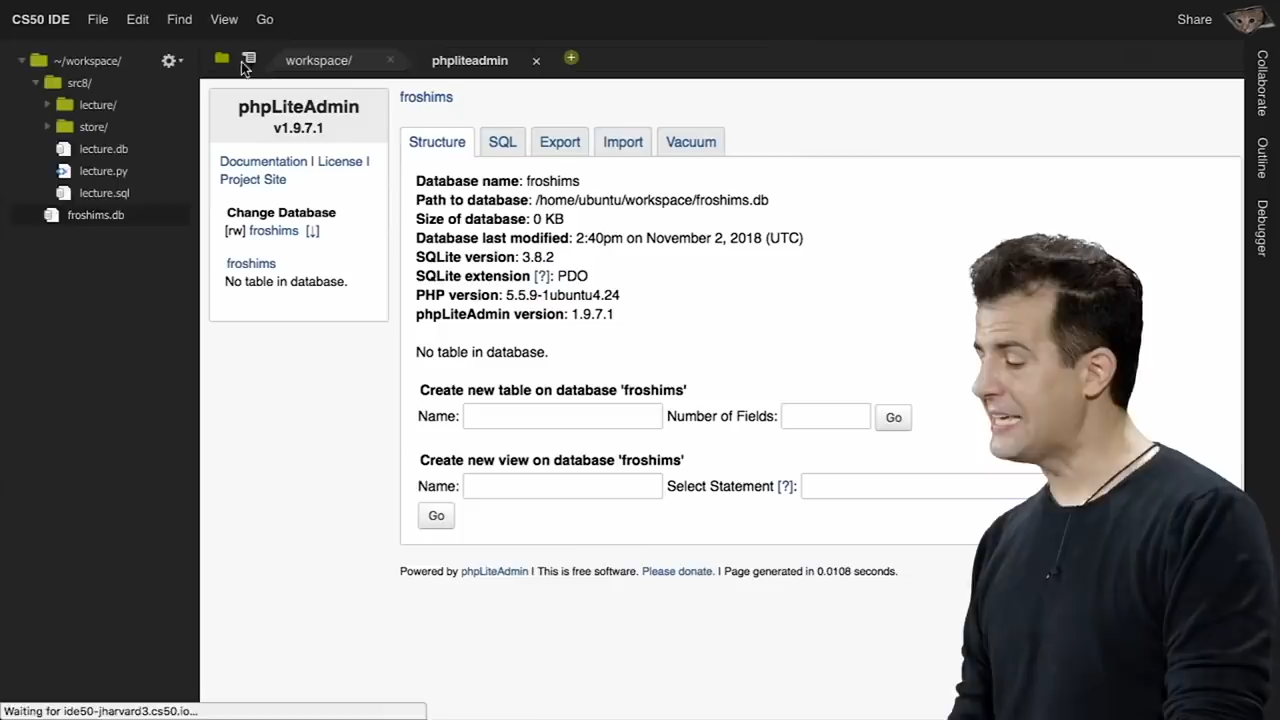 CS50 IDE File Edit Find View Go Share
~/workspace/
src8/
lecture/
store/
lecture.db
lecture.py
lecture.sql
froshims.db
workspace/ phpliteadmin
phpLiteAdmin
v1.9.7.1
Documentation | License |
Project Site
Change Database
[rw] froshims [↓]
froshims
No table in database.
froshims
Structure SQL Export Import Vacuum
Database name: froshims
Path to database: /home/ubuntu/workspace/froshims.db
Size of database: 0 KB
Database last modified: 2:40pm on November 2, 2018 (UTC)
SQLite version: 3.8.2
SQLite extension [?]: PDO
PHP version: 5.5.9-1ubuntu4.24
phpLiteAdmin version: 1.9.7.1
No table in database.
Create new table on database 'froshims'
Name: Number of Fields: Go
Create new view on database 'froshims'
Name: Select Statement [?]:
Go
Powered by phpLiteAdmin | This is free software. Please donate. | Page generated in 0.0108 seconds.
Collaborate
Outline
Debugger
Waiting for ide50-jharvard3.cs50.io...